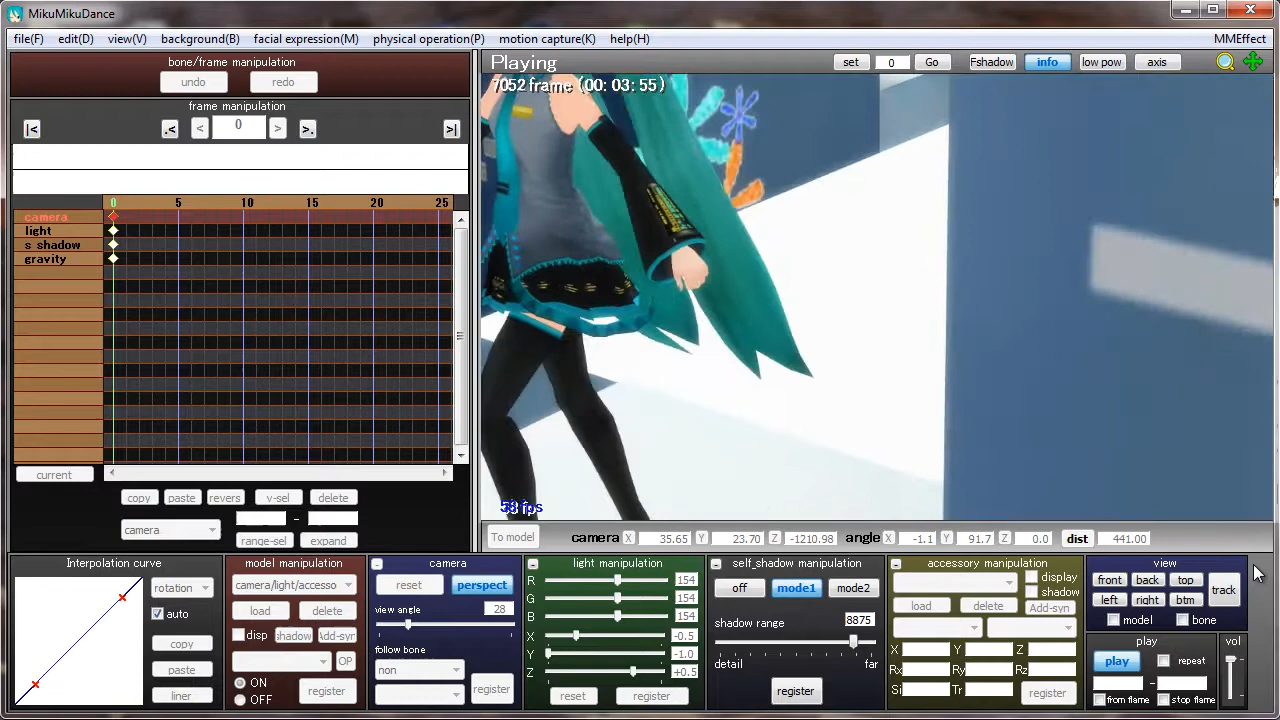 MikuMikuDance
file(F) edit(D) view(V) background(B) facial expression(M) physical operation(P) motion capture(K) help(H) MMEffect
bone/frame manipulation
undo redo
frame manipulation
|< .< < 0 > >. >|
0 5 10 15 20 25
camera
light
s shadow
gravity
current
copy paste revers v-sel delete
camera -
range-sel expand
Playing set 0 Go Fshadow info low pow axis
7052 frame (00: 03: 55)
fps
To model camera X 35.65 Y 23.70 Z -1210.98 angle X -1.1 Y 91.7 Z 0.0 dist 441.00
Interpolation curve
rotation
auto
copy
paste
liner
model manipulation
camera/light/accesso
load delete
disp shadow Add-syn
OP
ON
OFF
register
camera
reset perspect
view angle 28
follow bone
non
register
light manipulation
R 154
G 154
B 154
X -0.5
Y -1.0
Z +0.5
reset register
self_shadow manipulation
off mode1 mode2
shadow range 8875
detail far
register
accessory manipulation
display
shadow
load delete Add-syn
X Y Z
Rx Ry Rz
Si Tr register
view
front back top
left right btm
track
model bone
play
play repeat
-
from flame stop flame
vol